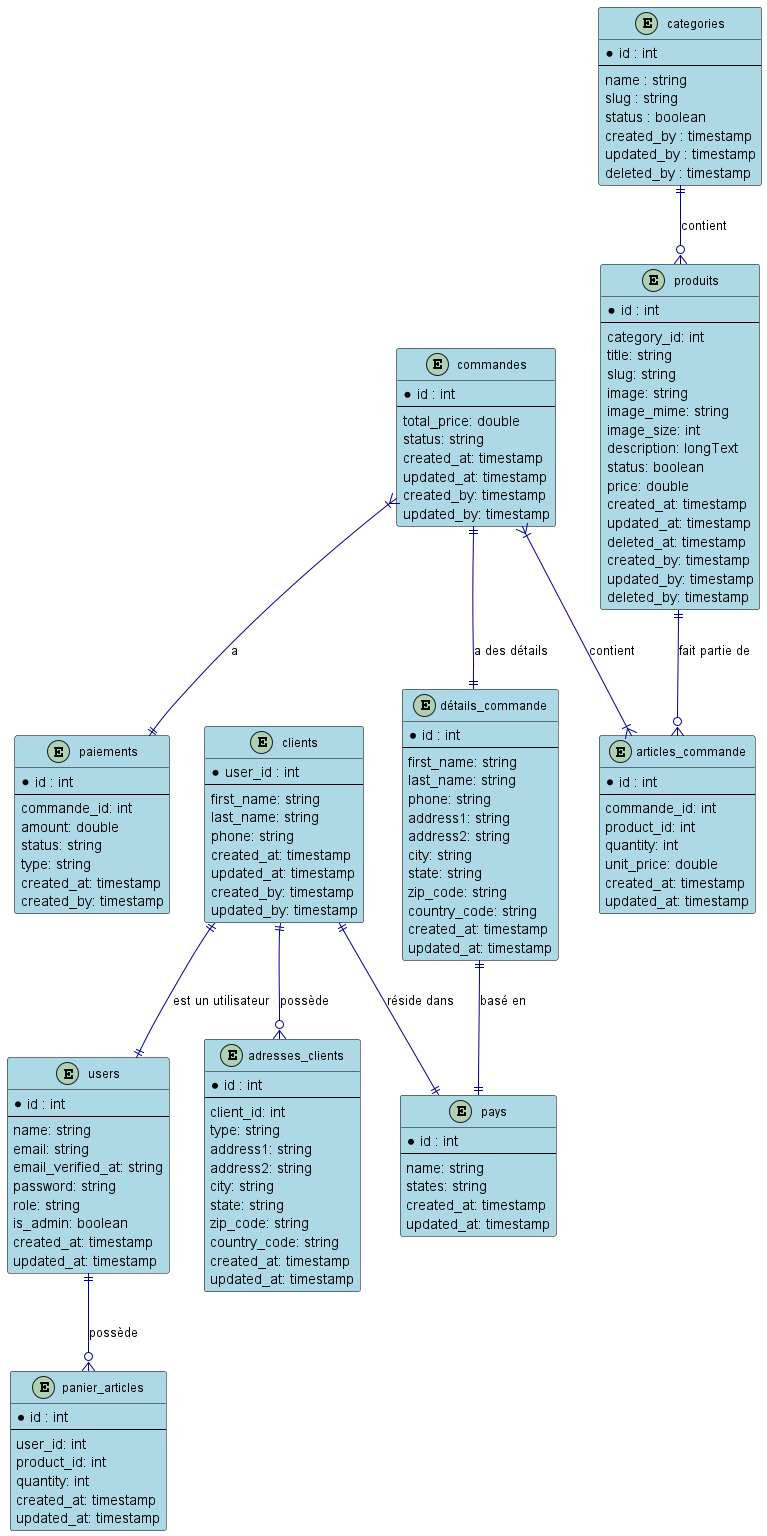 E categories
* id : int
name : string
slug : string
status : boolean
created_by : timestamp
updated_by : timestamp
deleted_by : timestamp
contient
E produits
* id : int
category_id: int
title: string
slug: string
image: string
image_mime: string
image_size: int
description: longText
status: boolean
price: double
created_at: timestamp
updated_at: timestamp
deleted_at: timestamp
created_by: timestamp
updated_by: timestamp
deleted_by: timestamp
E commandes
* id : int
total_price: double
status: string
created_at: timestamp
updated_at: timestamp
created_by: timestamp
updated_by: timestamp
a
a des détails
contient
fait partie de
E paiements
* id : int
commande_id: int
amount: double
status: string
type: string
created_at: timestamp
created_by: timestamp
E clients
* user_id : int
first_name: string
last_name: string
phone: string
created_at: timestamp
updated_at: timestamp
created_by: timestamp
updated_by: timestamp
E détails_commande
* id : int
first_name: string
last_name: string
phone: string
address1: string
address2: string
city: string
state: string
zip_code: string
country_code: string
created_at: timestamp
updated_at: timestamp
E articles_commande
* id : int
commande_id: int
product_id: int
quantity: int
unit_price: double
created_at: timestamp
updated_at: timestamp
est un utilisateur
possède
réside dans
basé en
E users
* id : int
name: string
email: string
email_verified_at: string
password: string
role: string
is_admin: boolean
created_at: timestamp
updated_at: timestamp
E adresses_clients
* id : int
client_id: int
type: string
address1: string
address2: string
city: string
state: string
zip_code: string
country_code: string
created_at: timestamp
updated_at: timestamp
E pays
* id : int
name: string
states: string
created_at: timestamp
updated_at: timestamp
possède
E panier_articles
* id : int
user_id: int
product_id: int
quantity: int
created_at: timestamp
updated_at: timestamp